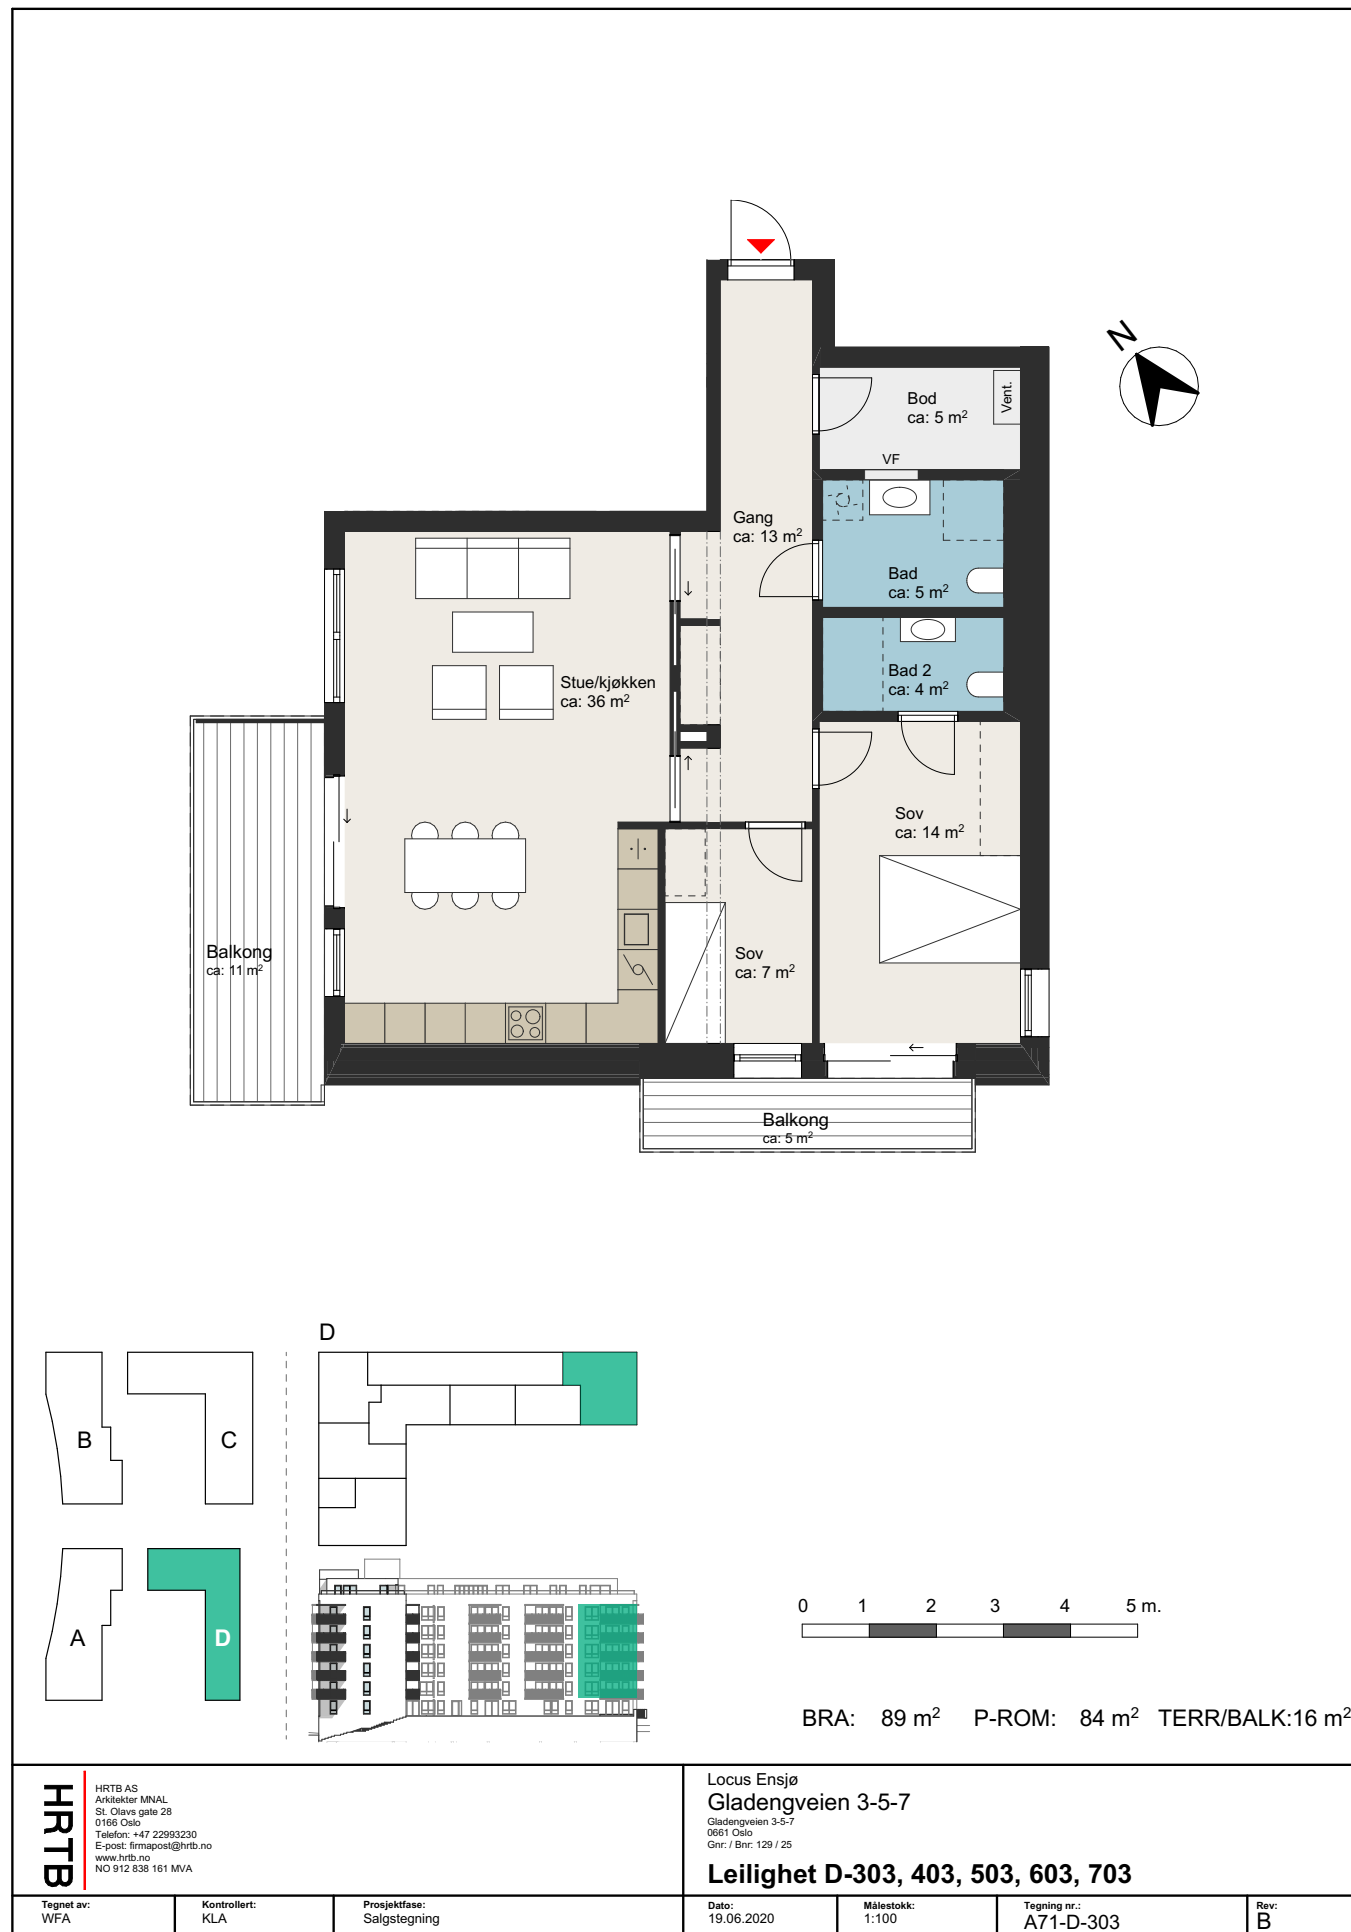 N
Bod
ca: 5 m²
Vent.
VF
Gang
ca: 13 m²
Bad
ca: 5 m²
Bad 2
ca: 4 m²
Stue/kjøkken
ca: 36 m²
Sov
ca: 14 m²
Sov
ca: 7 m²
Balkong
ca: 11 m²
Balkong
ca: 5 m²
D
B
C
A
D
0 1 2 3 4 5 m.
BRA: 89 m² P-ROM: 84 m² TERR/BALK:16 m²
HRTB
HRTB AS
Arkitekter MNAL
St. Olavs gate 28
0166 Oslo
Telefon: +47 22993230
E-post: firmapost@hrtb.no
www.hrtb.no
NO 912 838 161 MVA
Locus Ensjø
Gladengveien 3-5-7
Gladengveien 3-5-7
0661 Oslo
Gnr: / Bnr: 129 / 25
Leilighet D-303, 403, 503, 603, 703
Tegnet av:
WFA
Kontrollert:
KLA
Prosjektfase:
Salgstegning
Dato:
19.06.2020
Målestokk:
1:100
Tegning nr.:
A71-D-303
Rev:
B